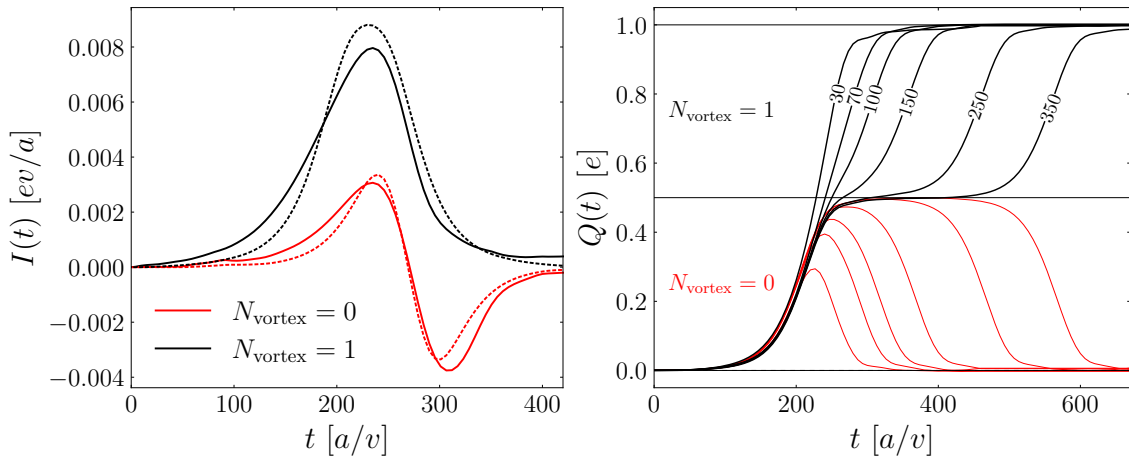 0.008
0.006
0.004
0.002
0.000
−0.002
−0.004
I(t) [ev/a]
N_vortex = 0
N_vortex = 1
0 100 200 300 400
t [a/v]
1.0
0.8
0.6
0.4
0.2
0.0
Q(t) [e]
30 70 100 150 250 350
N_vortex = 1
N_vortex = 0
0 200 400 600
t [a/v]